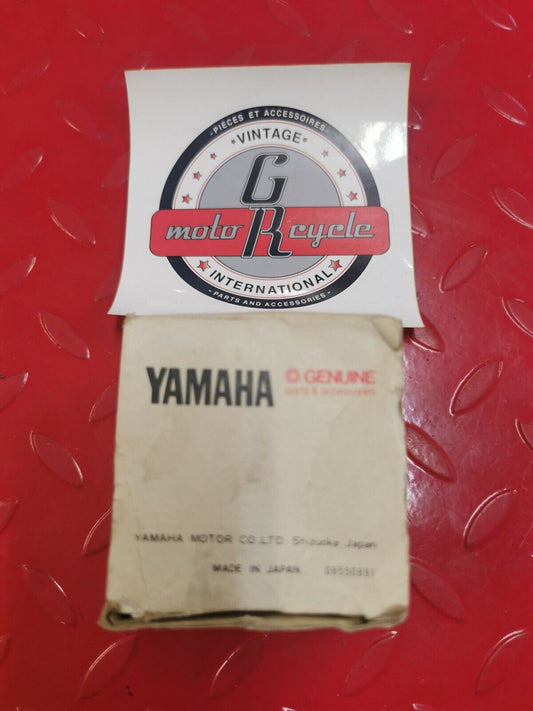 - PIÈCES ET ACCESSOIRES -
*VINTAGE*
GR
moto cycle
INTERNATIONAL
- PARTS AND ACCESSORIES -
YAMAHA
GENUINE
parts & accessories
YAMAHA MOTOR CO.LTD. Shizuoka Japan
MADE IN JAPAN